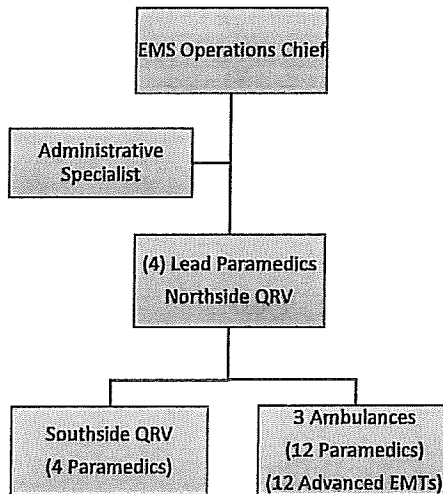 EMS Operations Chief
Administrative
Specialist
(4) Lead Paramedics
Northside QRV
Southside QRV
(4 Paramedics)
3 Ambulances
(12 Paramedics)
(12 Advanced EMTs)